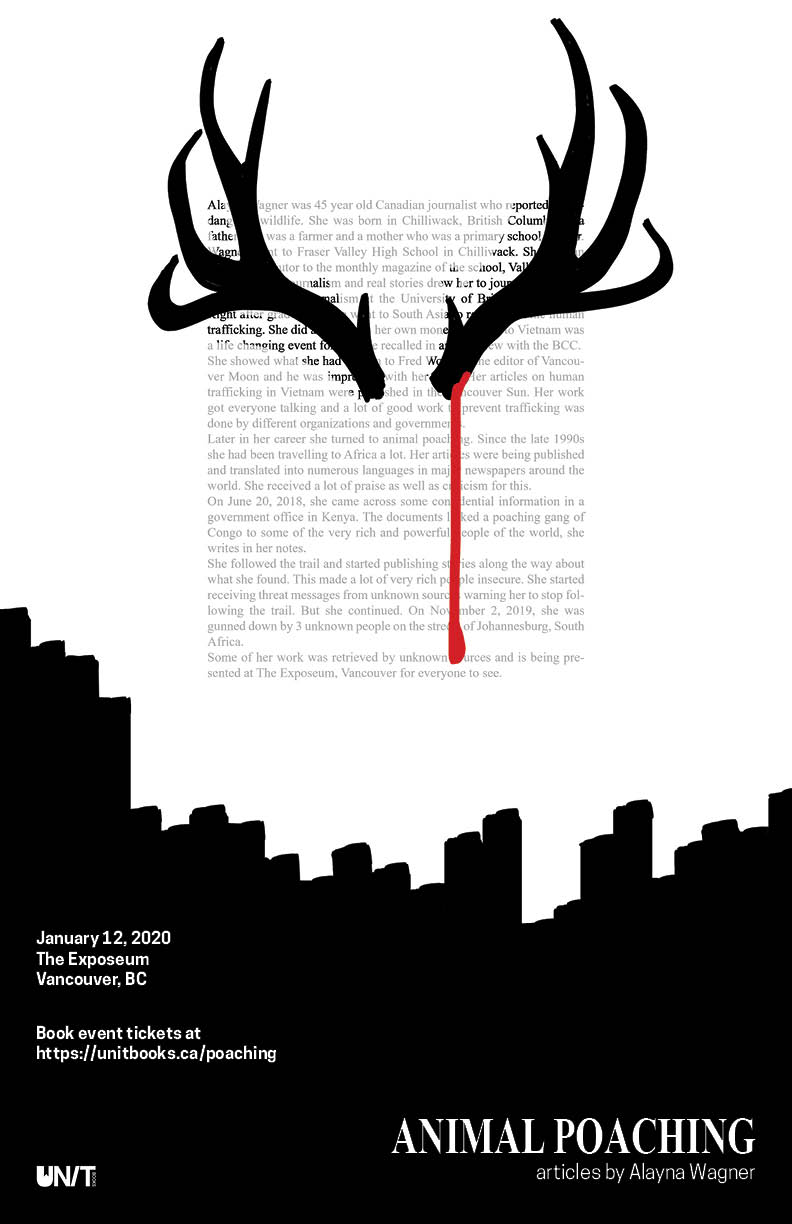 Wagner was 45 year old Canadian journalist who reported
wildlife. She was born in Chilliwack, British
was a farmer and a mother who was a primary school
to Fraser Valley High School in Chilliwack.
to the monthly magazine of the school,
and real stories drew her to
the University of
right after to South
trafficking. She did her own to Vietnam was
a life changing event recalled in with the BCC.
She showed what she had to Fred editor of Vancou-
ver Moon and he was with her articles on human
trafficking in Vietnam were in the Sun. Her work
got everyone talking and a lot of good work prevent trafficking was
done by different organizations and
Later in her career she turned to animal poaching. Since the late 1990s
she had been travelling to Africa a lot. Her articles were being published
and translated into numerous languages in major newspapers around the
world. She received a lot of praise as well as criticism for this.
On June 20, 2018, she came across some confidential information in a
government office in Kenya. The documents a poaching gang of
Congo to some of the very rich and powerful people of the world, she
writes in her notes.
She followed the trail and started publishing stories along the way about
what she found. This made a lot of very rich people insecure. She started
receiving threat messages from unknown sources warning her to stop fol-
lowing the trail. But she continued. On November 2, 2019, she was
gunned down by 3 unknown people on the of Johannesburg, South
Africa.
Some of her work was retrieved by unknown sources and is being pre-
sented at The Exposeum, Vancouver for everyone to see.
January 12, 2020
The Exposeum
Vancouver, BC
Book event tickets at
https://unitbooks.ca/poaching
ANIMAL POACHING
articles by Alayna Wagner
UNIT BOOKS